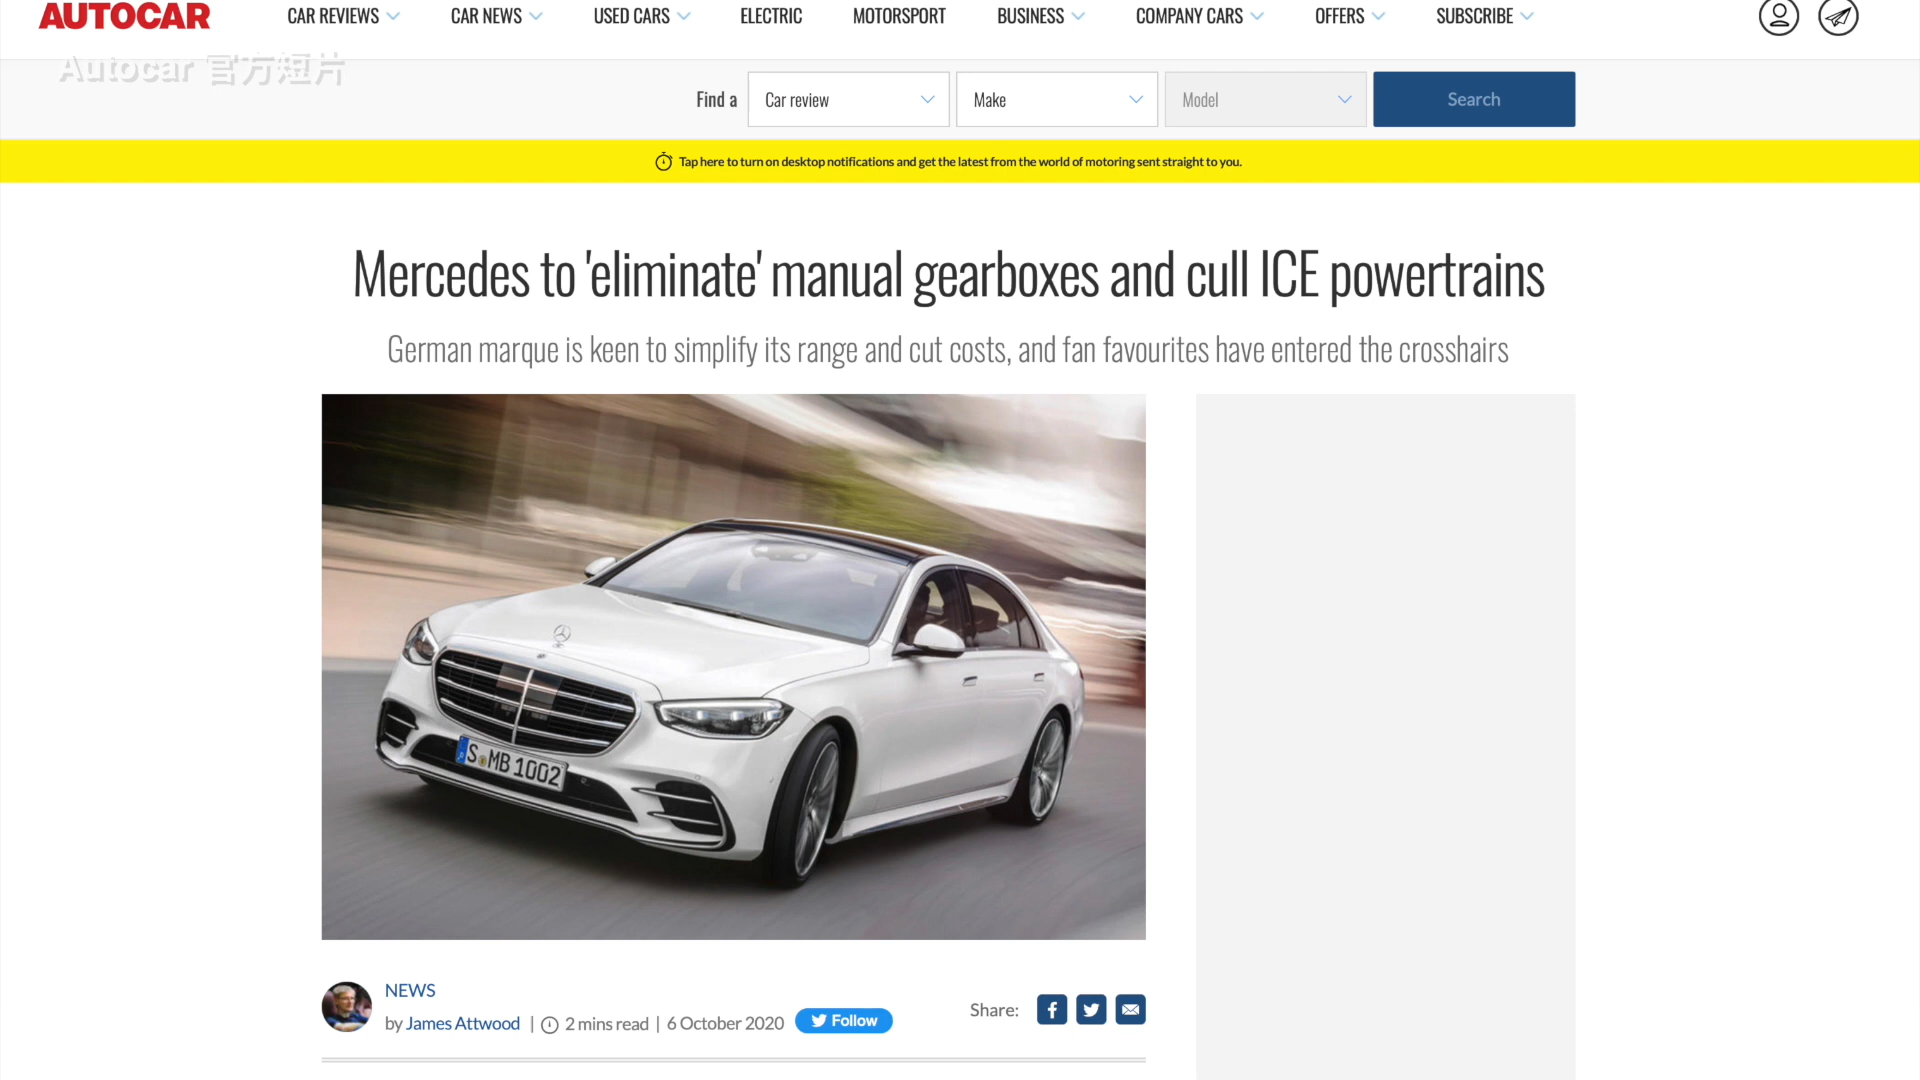 AUTOCAR
CAR REVIEWS
CAR NEWS
USED CARS
ELECTRIC
MOTORSPORT
BUSINESS
COMPANY CARS
OFFERS
SUBSCRIBE
Autocar 官方短片
Find a
Car review
Make
Model
Search
Tap here to turn on desktop notifications and get the latest from the world of motoring sent straight to you.
Mercedes to 'eliminate' manual gearboxes and cull ICE powertrains
German marque is keen to simplify its range and cut costs, and fan favourites have entered the crosshairs
S MB 1002
NEWS
by James Attwood | 2 mins read | 6 October 2020
Follow
Share: